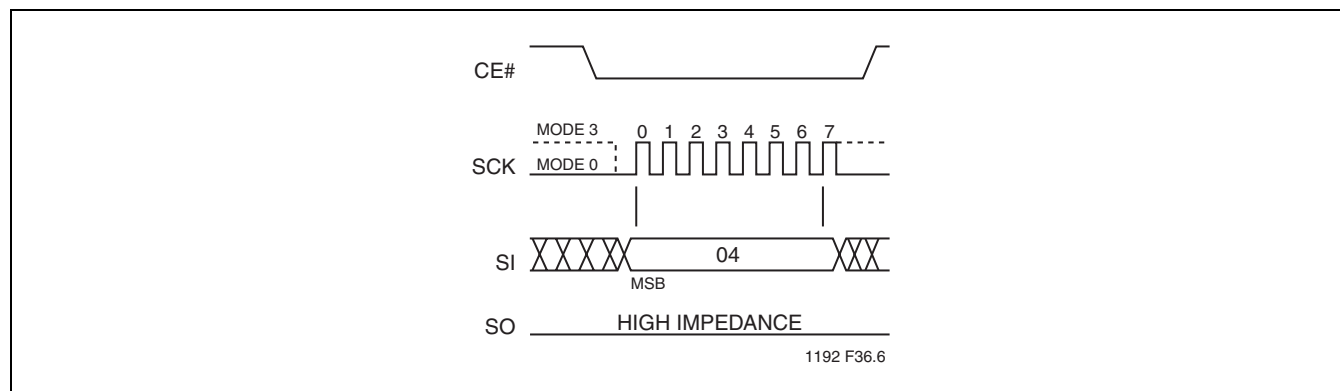 CE#
MODE 3 0 1 2 3 4 5 6 7
SCK MODE 0
SI 04
MSB
SO HIGH IMPEDANCE
1192 F36.6